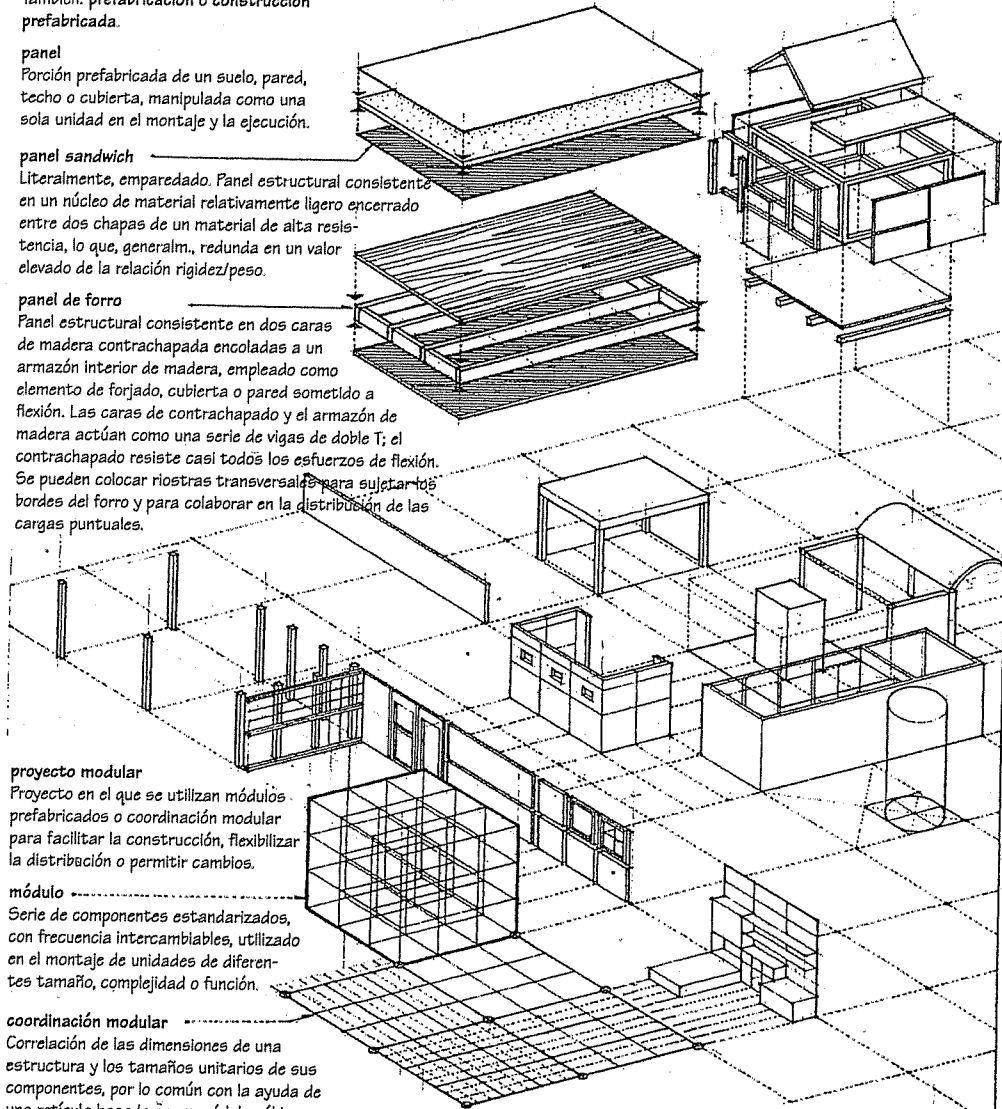 También: prefabricación o construcción
prefabricada.
panel
Porción prefabricada de un suelo, pared,
techo o cubierta, manipulada como una
sola unidad en el montaje y la ejecución.
panel sandwich
Literalmente, emparedado. Panel estructural consistente
en un núcleo de material relativamente ligero encerrado
entre dos chapas de un material de alta resis-
tencia, lo que, generalm., redunda en un valor
elevado de la relación rigidez/peso.
panel de forro
Panel estructural consistente en dos caras
de madera contrachapada encoladas a un
armazón interior de madera, empleado como
elemento de forjado, cubierta o pared sometido a
flexión. Las caras de contrachapado y el armazón de
madera actúan como una serie de vigas de doble T; el
contrachapado resiste casi todos los esfuerzos de flexión.
Se pueden colocar riostras transversales para sujetar los
bordes del forro y para colaborar en la distribución de las
cargas puntuales.
proyecto modular
Proyecto en el que se utilizan módulos
prefabricados o coordinación modular
para facilitar la construcción, flexibilizar
la distribución o permitir cambios.
módulo
Serie de componentes estandarizados,
con frecuencia intercambiables, utilizado
en el montaje de unidades de diferen-
tes tamaño, complejidad o función.
coordinación modular
Correlación de las dimensiones de una
estructura y los tamaños unitarios de sus
componentes, por lo común con la ayuda de